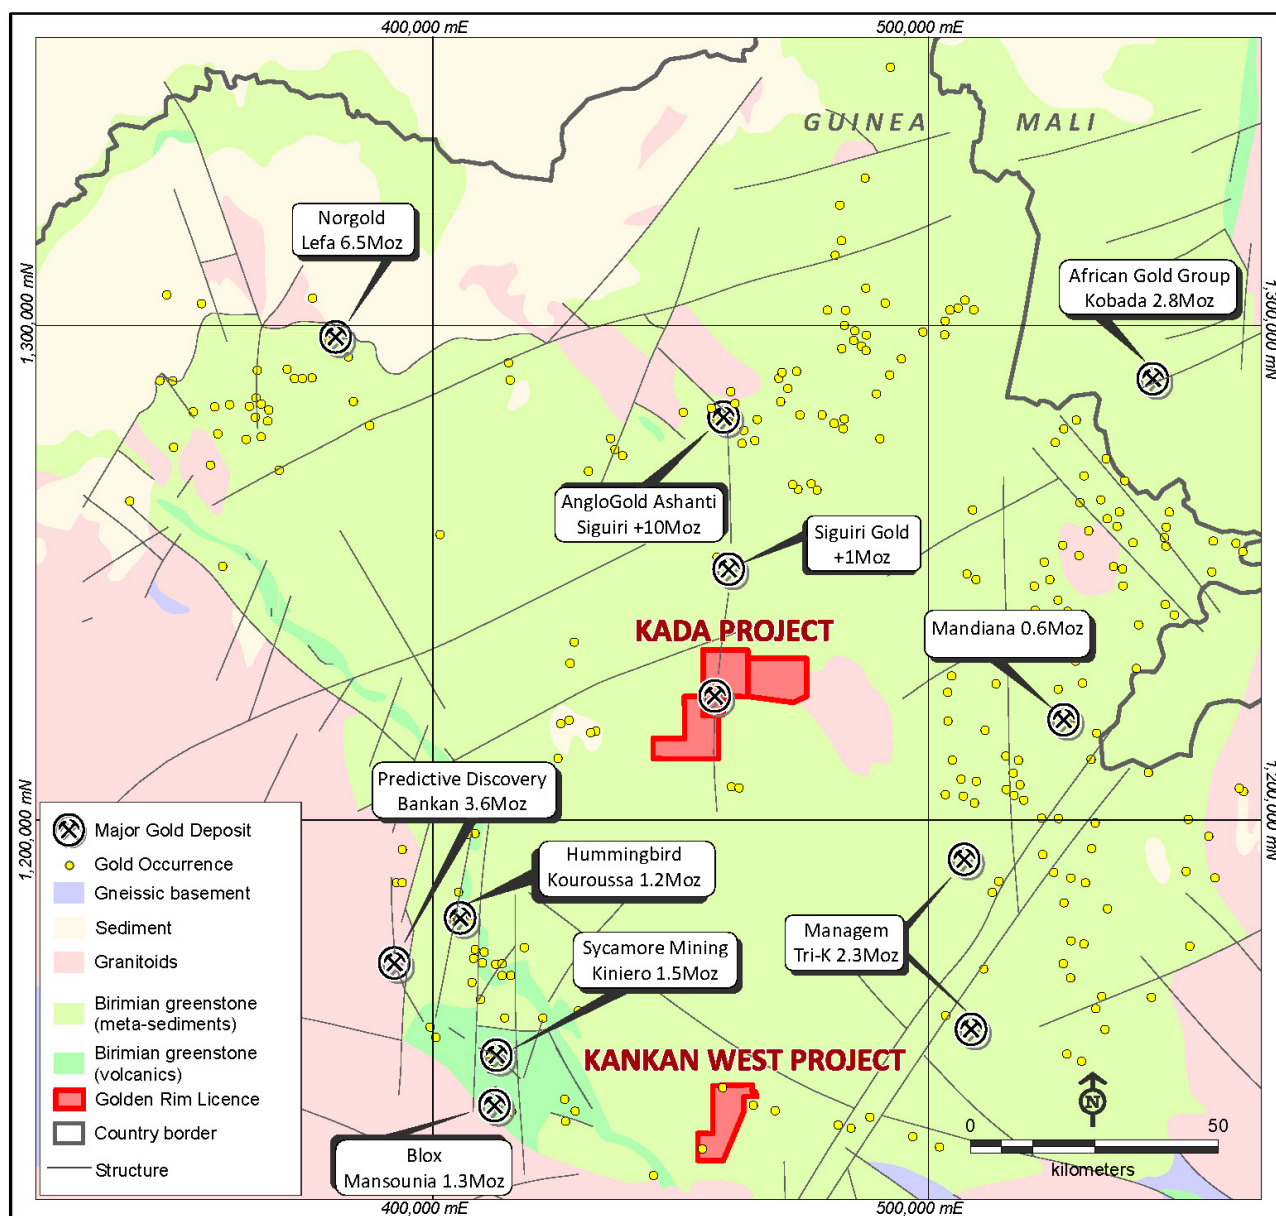 400,000 mE
500,000 mE
GUINEA
MALI
Norgold
Lefa 6.5Moz
African Gold Group
Kobada 2.8Moz
1,300,000 mN
1,300,000 mN
AngloGold Ashanti
Siguiri +10Moz
Siguiri Gold
+1Moz
KADA PROJECT
Mandiana 0.6Moz
Predictive Discovery
Bankan 3.6Moz
1,200,000 mN
1,200,000 mN
Hummingbird
Kouroussa 1.2Moz
Sycamore Mining
Kiniero 1.5Moz
Managem
Tri-K 2.3Moz
KANKAN WEST PROJECT
Blox
Mansounia 1.3Moz
Major Gold Deposit
Gold Occurrence
Gneissic basement
Sediment
Granitoids
Birimian greenstone
(meta-sediments)
Birimian greenstone
(volcanics)
Golden Rim Licence
Country border
Structure
N
0
50
kilometers
400,000 mE
500,000 mE